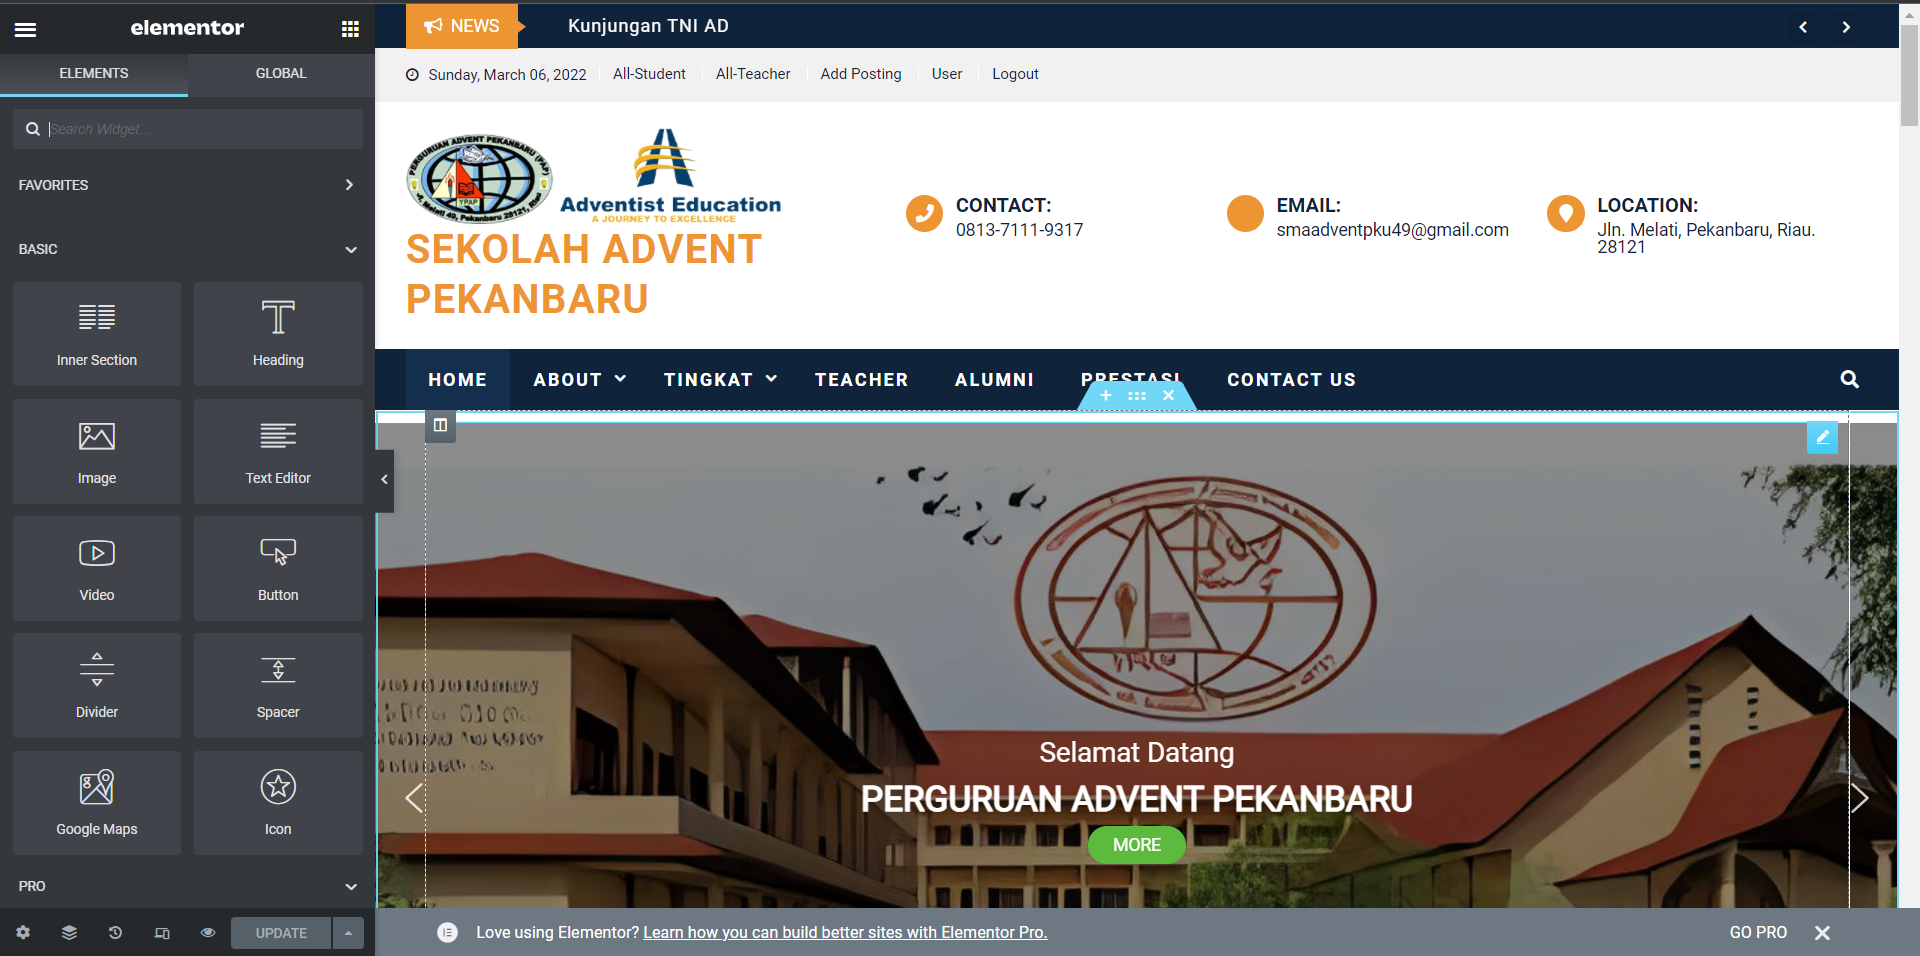 elementor
ELEMENTS
GLOBAL
Search Widget...
FAVORITES
BASIC
Inner Section
Heading
Image
Text Editor
Video
Button
Divider
Spacer
Google Maps
Icon
PRO
UPDATE
NEWS
Kunjungan TNI AD
Sunday, March 06, 2022
All-Student
All-Teacher
Add Posting
User
Logout
PERGURUAN ADVENT PEKANBARU (PAP)
YPAP
Jl. Melati 49, Pekanbaru 28121, Riau
Adventist Education
A JOURNEY TO EXCELLENCE
SEKOLAH ADVENT
PEKANBARU
CONTACT:
0813-7111-9317
EMAIL:
smaadventpku49@gmail.com
LOCATION:
Jln. Melati, Pekanbaru, Riau.
28121
HOME
ABOUT
TINGKAT
TEACHER
ALUMNI
PRESTASI
CONTACT US
Selamat Datang
PERGURUAN ADVENT PEKANBARU
MORE
Love using Elementor? Learn how you can build better sites with Elementor Pro.
GO PRO